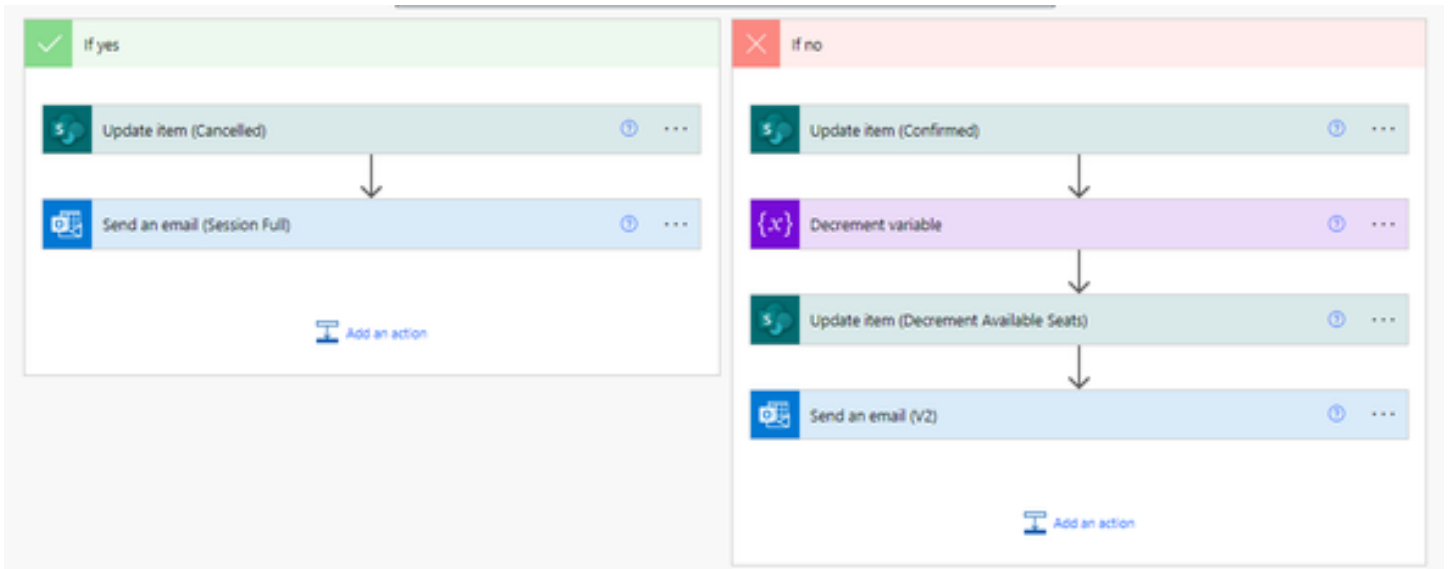 If yes
Update item (Cancelled)
Send an email (Session Full)
Add an action
If no
Update item (Confirmed)
{x} Decrement variable
Update item (Decrement Available Seats)
Send an email (V2)
Add an action